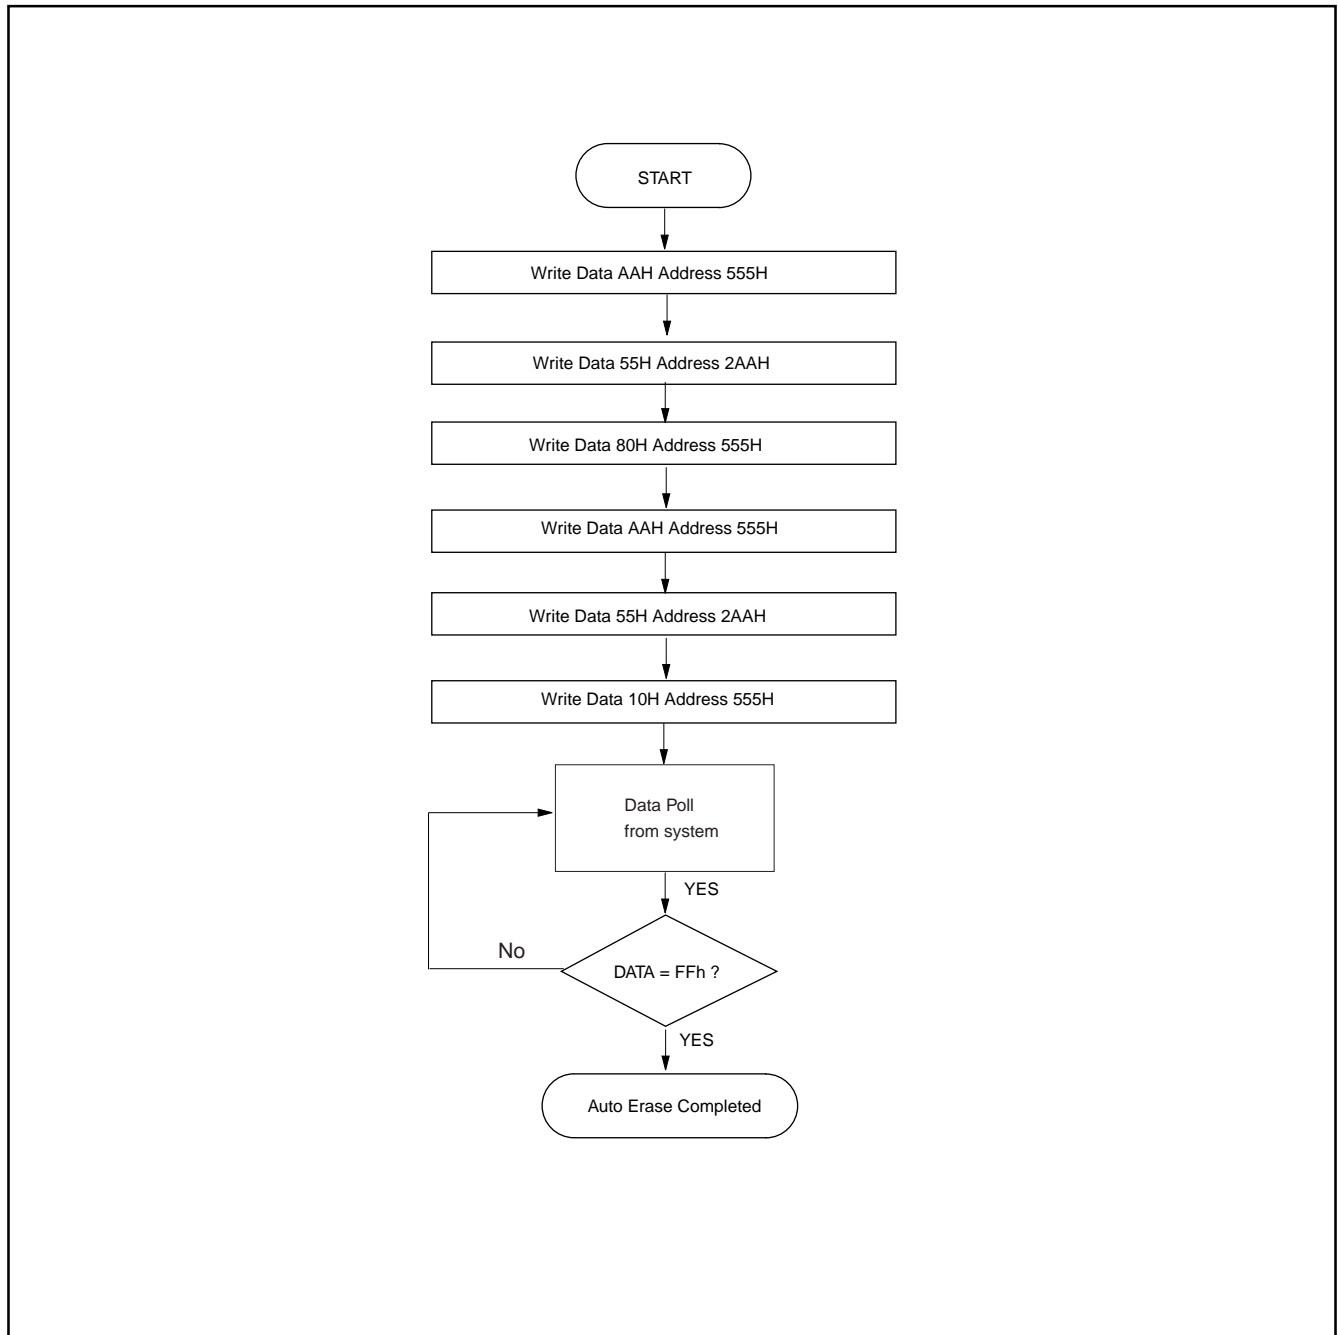 START
Write Data AAH Address 555H
Write Data 55H Address 2AAH
Write Data 80H Address 555H
Write Data AAH Address 555H
Write Data 55H Address 2AAH
Write Data 10H Address 555H
Data Poll
from system
YES
No
DATA = FFh ?
YES
Auto Erase Completed